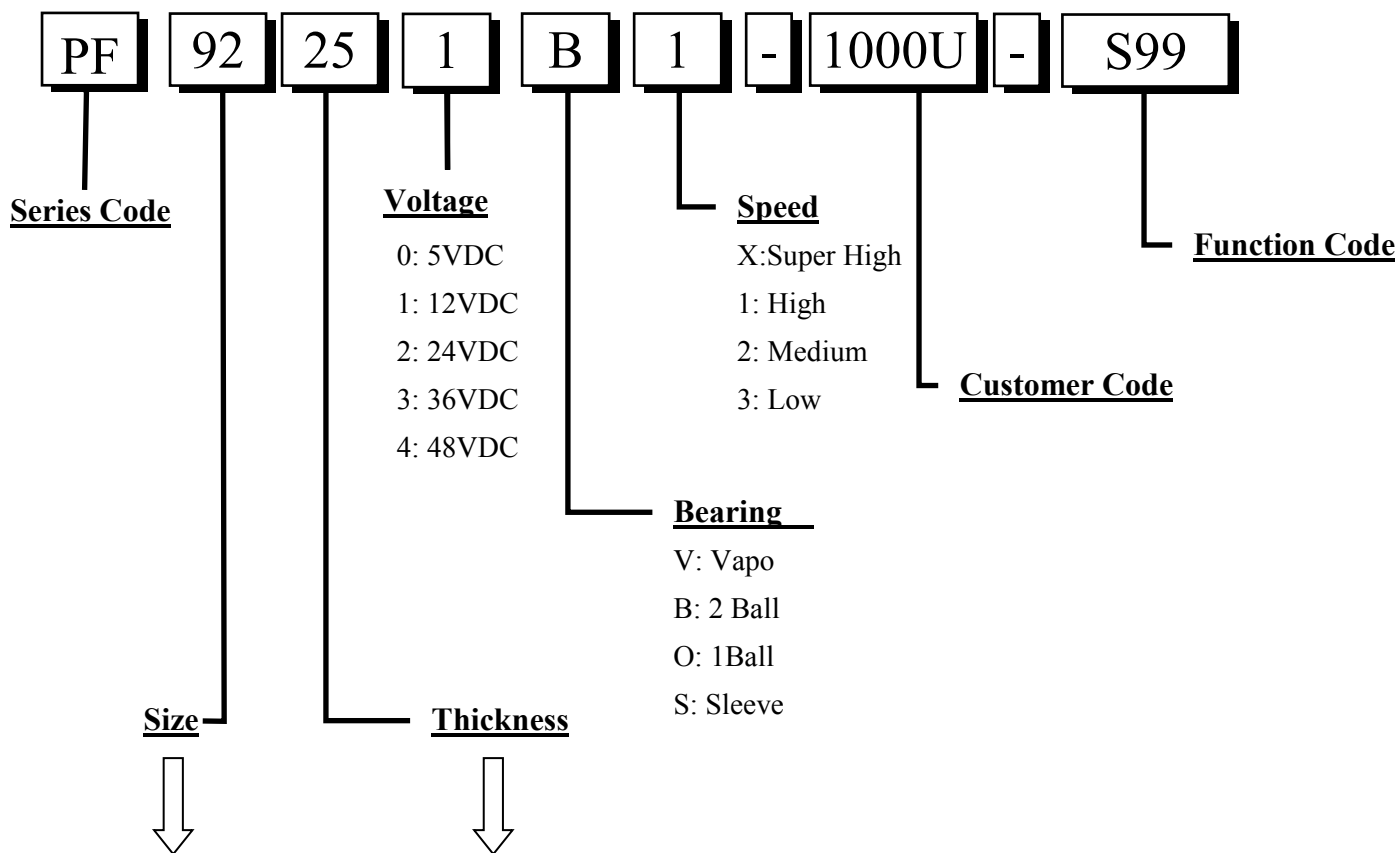 PF 92 25 1 B 1 - 1000U - S99
Series Code
Voltage
0: 5VDC
1: 12VDC
2: 24VDC
3: 36VDC
4: 48VDC
Speed
X:Super High
1: High
2: Medium
3: Low
Function Code
Customer Code
Bearing
V: Vapo
B: 2 Ball
O: 1Ball
S: Sleeve
Size
Thickness